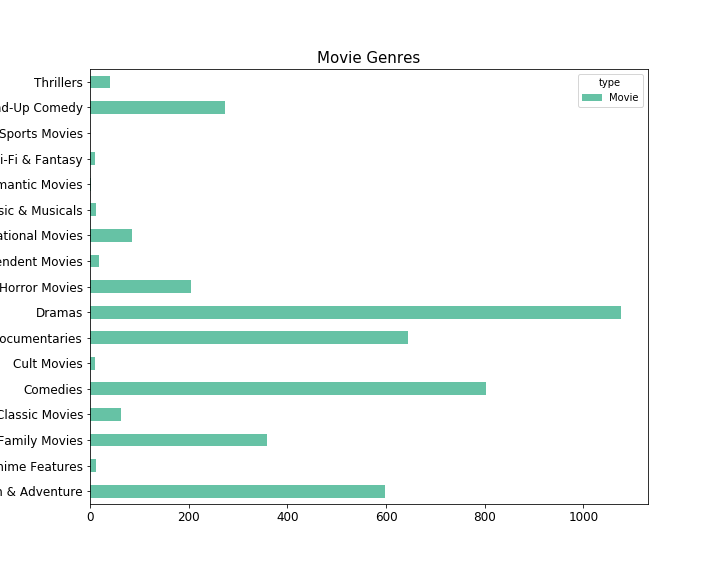 Movie Genres
type
Movie
Thrillers
d-Up Comedy
Sports Movies
i-Fi & Fantasy
mantic Movies
sic & Musicals
ational Movies
endent Movies
Horror Movies
Dramas
ocumentaries
Cult Movies
Comedies
Classic Movies
Family Movies
nime Features
n & Adventure
0 200 400 600 800 1000